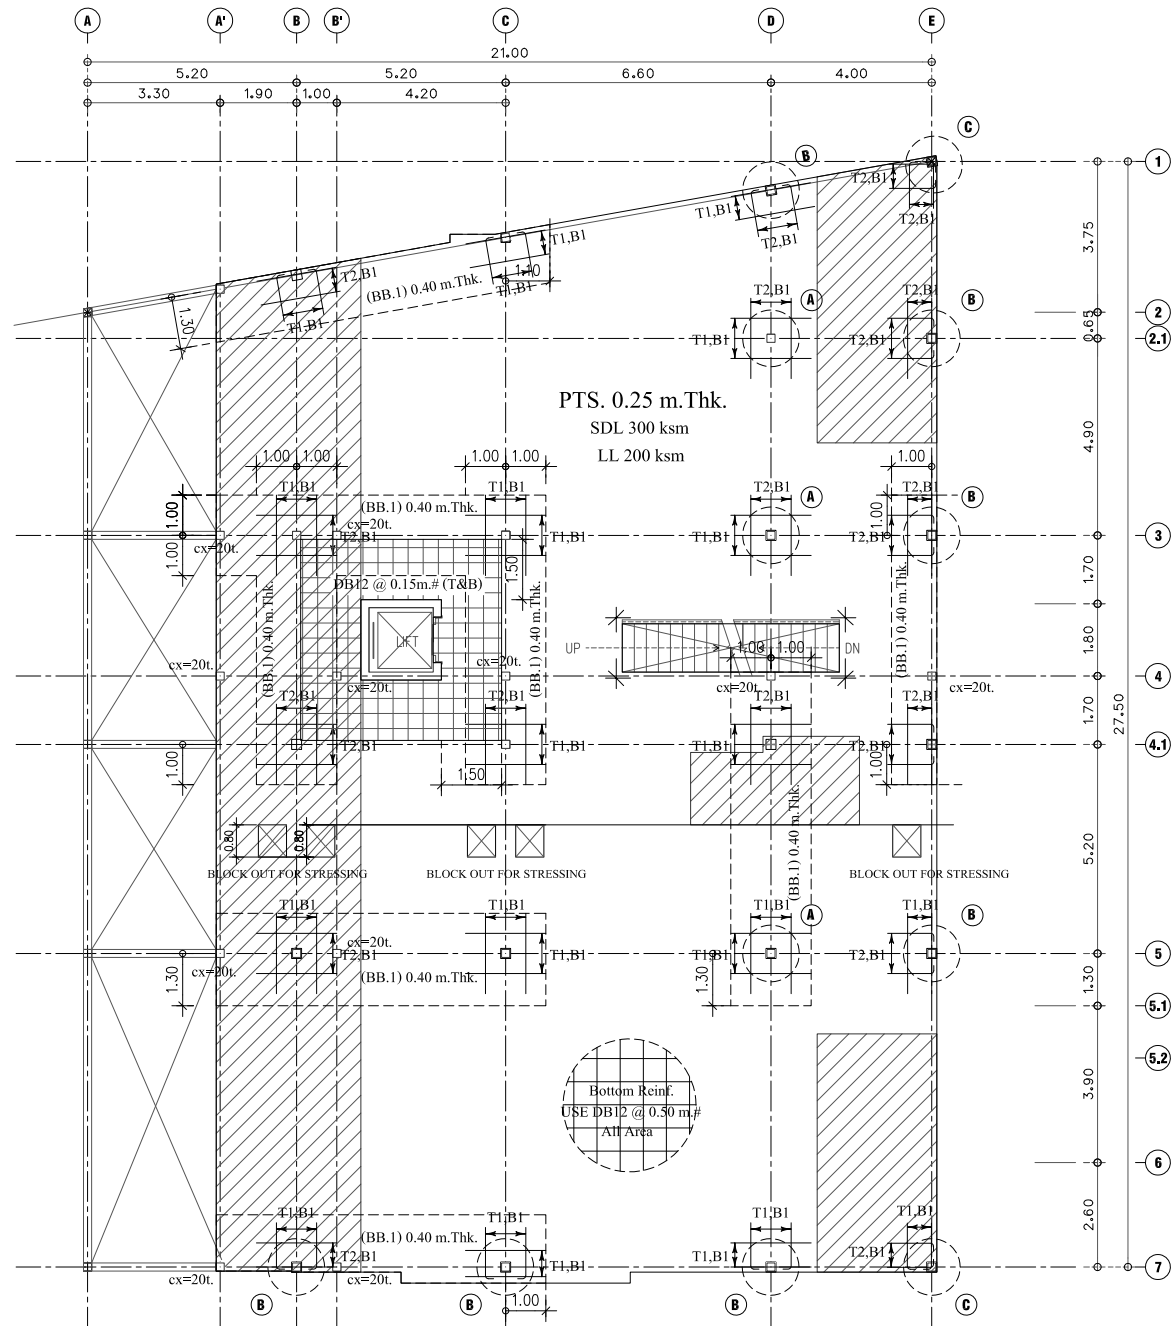 A A' B B' C D E
21.00
5.20 5.20 6.60 4.00
3.30 1.90 1.00 4.20
C
B
1
T2,B1
T1,B1
T2,B1
T2,B1
3.75
T1,B1
T2,B1
1.10
(BB.1) 0.40 m.Thk.
T1,B1
T2,B1 A T2,B1 B
1.30
T1,B1
2
0.65
T1,B1 T2,B1
2.1
PTS. 0.25 m.Thk.
SDL 300 ksm
LL 200 ksm
4.90
1.00 1.00 1.00 1.00 1.00
T1,B1 T1,B1 T2,B1 A T2,B1 B
1.00
(BB.1) 0.40 m.Thk.
1.00
cx=20t.
T2,B1 T1,B1 T1,B1 T2,B1
3
cx=20t.
1.00
1.50
1.70
DB12 @ 0.15m.# (T&B)
(BB.1) 0.40 m.Thk.
(BB.1) 0.40 m.Thk.
(BB.1) 0.40 m.Thk.
LIFT
UP
1.00 1.00
DN
1.80
cx=20t.
cx=20t.
4
cx=20t.
cx=20t.
cx=20t.
T2,B1 T2,B1 T2,B1 T2,B1
1.70
27.50
T2,B1 T1,B1 T1,B1 T2,B1
4.1
1.00
1.50
1.00
(BB.1) 0.40 m.Thk.
0.80 0.80
5.20
BLOCK OUT FOR STRESSING BLOCK OUT FOR STRESSING BLOCK OUT FOR STRESSING
T1,B1 T1,B1 T1,B1 A T1,B1 B
cx=20t.
T2,B1 T1,B1 T1,B1 T2,B1
5
cx=20t.
(BB.1) 0.40 m.Thk.
1.30
1.30
1.30
5.1
5.2
Bottom Reinf.
USE DB12 @ 0.50 m.#
All Area
3.90
6
T1,B1 T1,B1 T1,B1 T1,B1
2.60
(BB.1) 0.40 m.Thk.
T2,B1 T1,B1 T1,B1 T2,B1
7
cx=20t.
cx=20t.
B B 1.00 B C